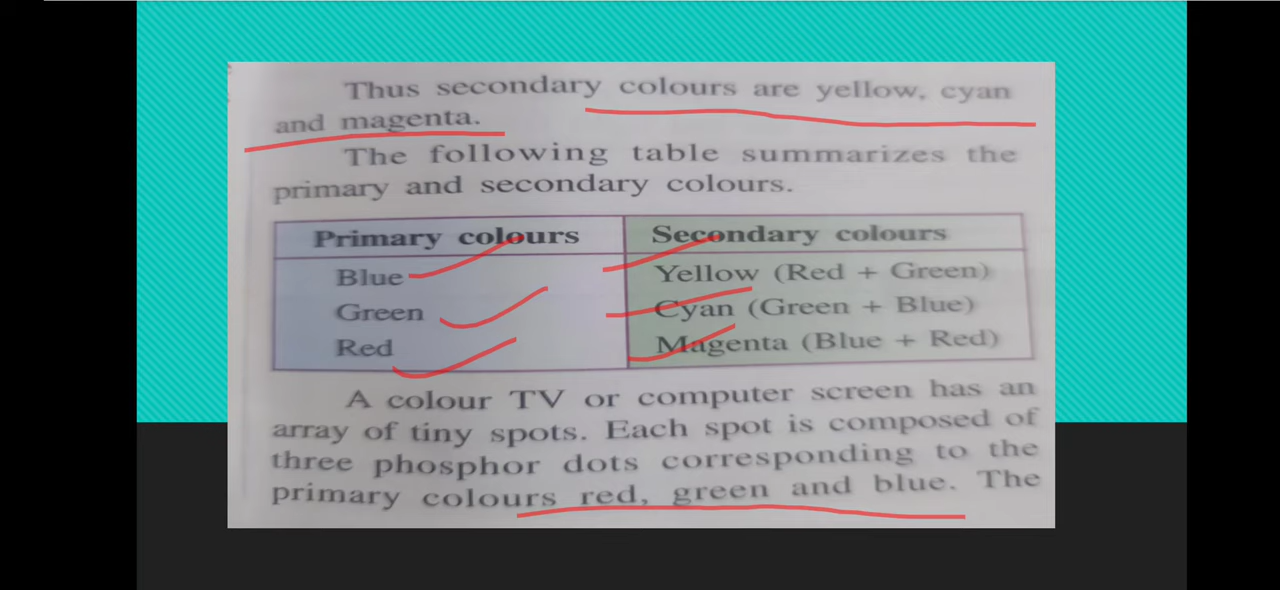 Thus secondary colours are yellow, cyan
and magenta.
The following table summarizes the
primary and secondary colours.
Primary colours Secondary colours
Blue Yellow (Red + Green)
Green Cyan (Green + Blue)
Red Magenta (Blue + Red)
A colour TV or computer screen has an
array of tiny spots. Each spot is composed of
three phosphor dots corresponding to the
primary colours red, green and blue. The